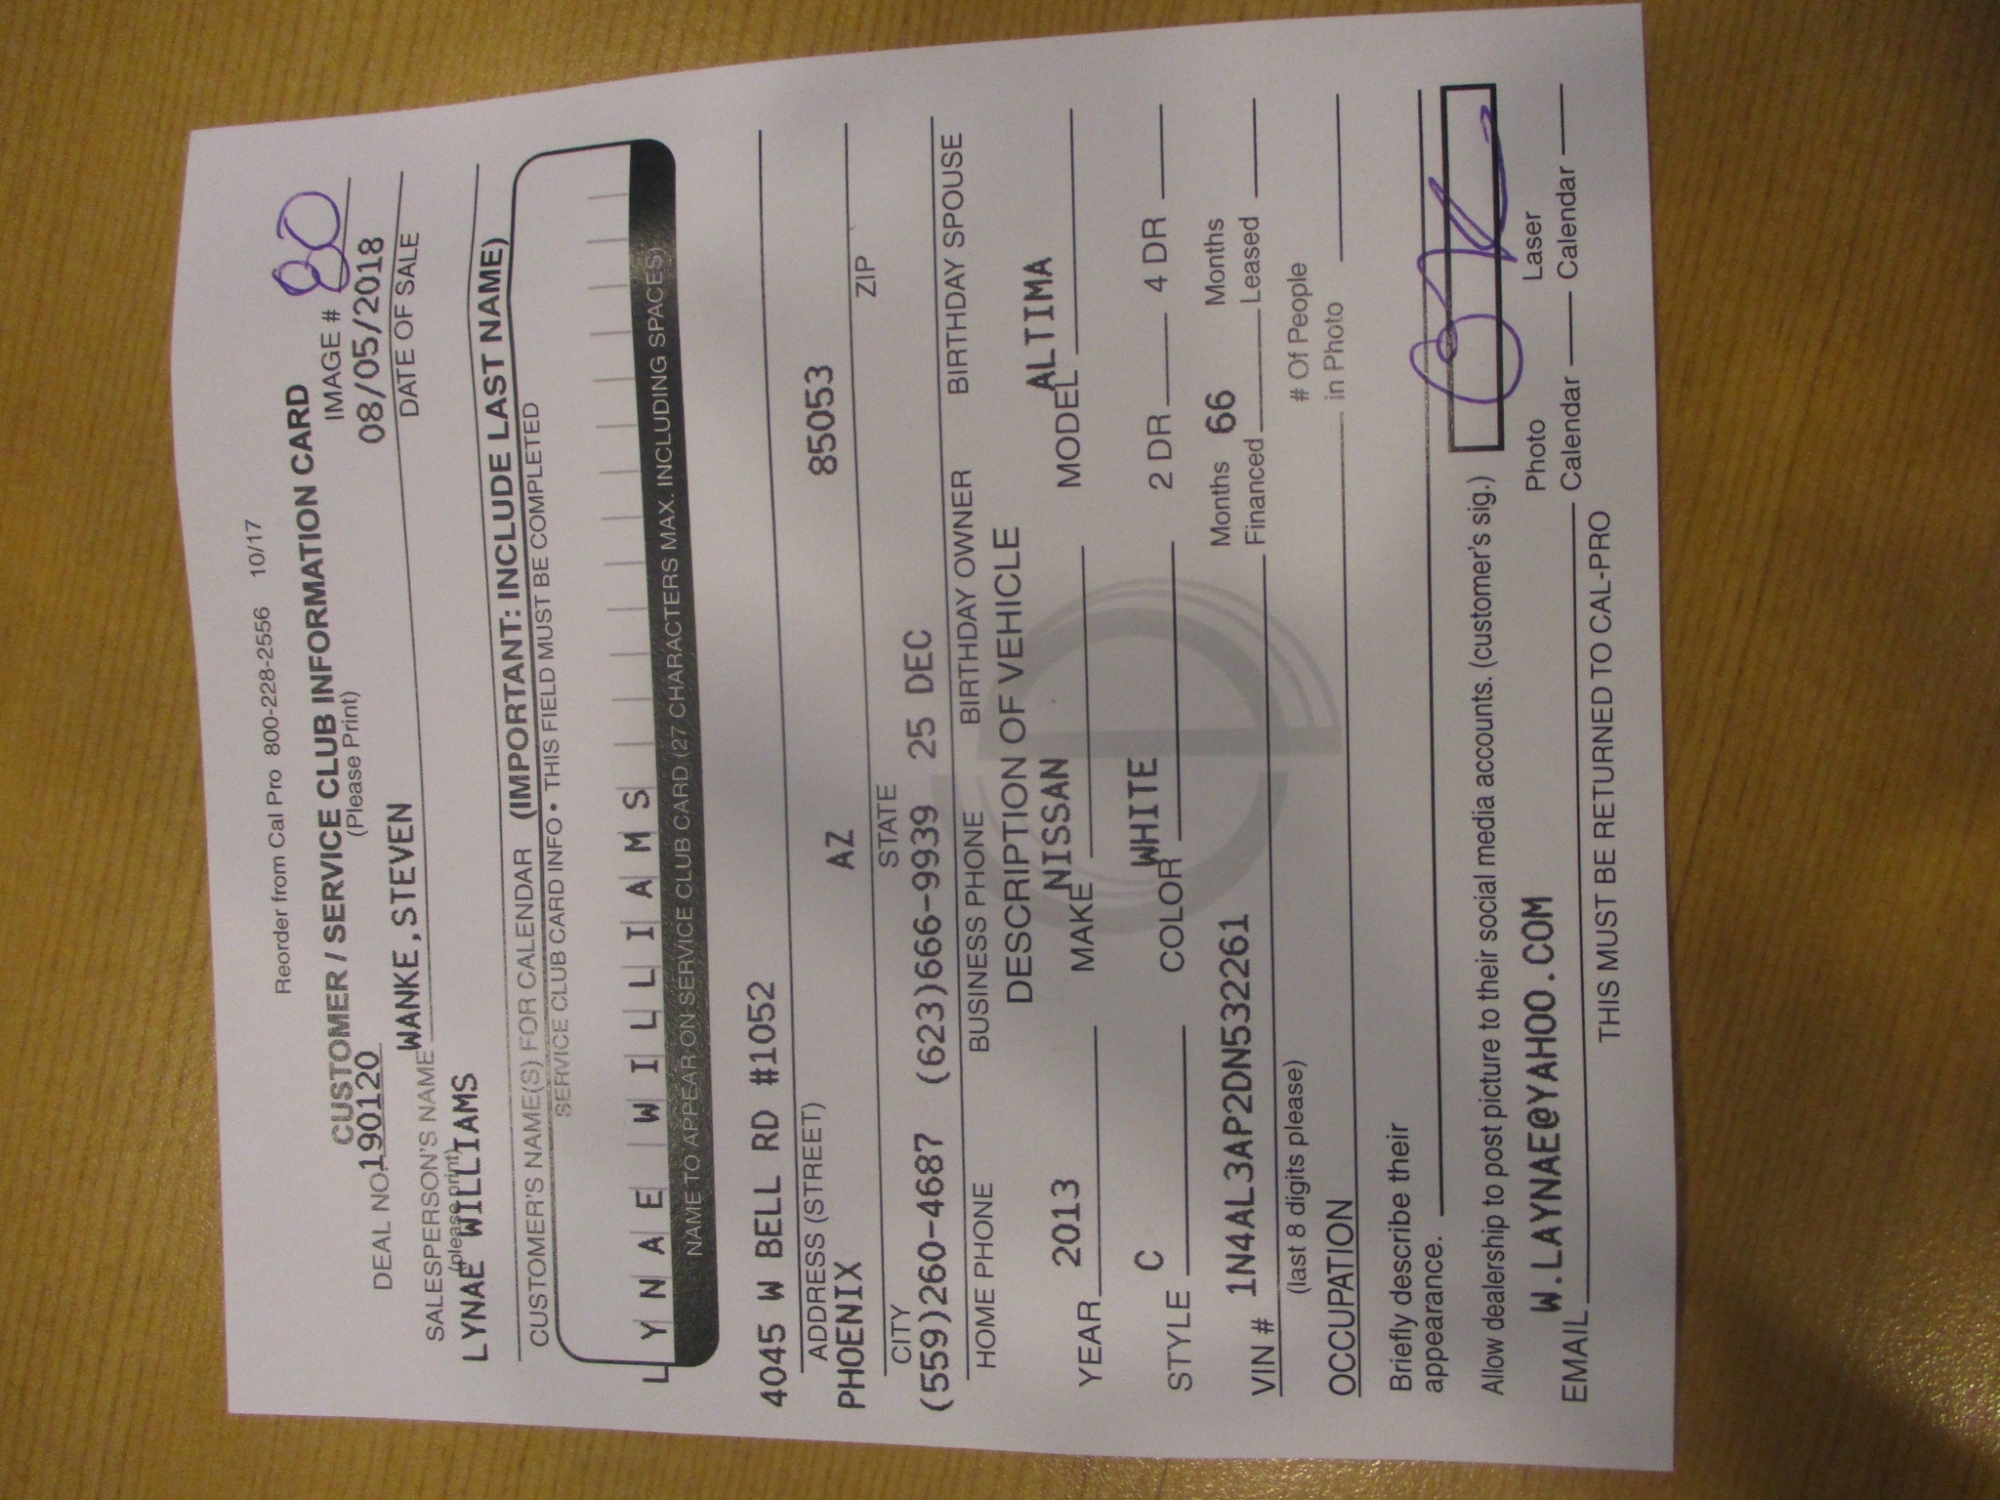 Reorder from Cal Pro 800-228-2556 10/17
CUSTOMER / SERVICE CLUB INFORMATION CARD
(Please Print)
IMAGE # 80
DEAL NO. 190120
08/05/2018
WANKE,STEVEN
SALESPERSON'S NAME
DATE OF SALE
(please print)
LYNAE WILLIAMS
CUSTOMER'S NAME(S) FOR CALENDAR (IMPORTANT: INCLUDE LAST NAME)
SERVICE CLUB CARD INFO • THIS FIELD MUST BE COMPLETED
LYNAE WILLIAMS
NAME TO APPEAR ON SERVICE CLUB CARD (27 CHARACTERS MAX. INCLUDING SPACES)
4045 W BELL RD #1052
ADDRESS (STREET)
PHOENIX AZ 85053
CITY STATE ZIP
(559)260-4687 (623)666-9939 25 DEC
HOME PHONE BUSINESS PHONE BIRTHDAY OWNER BIRTHDAY SPOUSE
DESCRIPTION OF VEHICLE
YEAR 2013 MAKE NISSAN MODEL ALTIMA
STYLE C COLOR WHITE 2 DR 4 DR
VIN # 1N4AL3AP2DN532261 Months Financed 66 Months Leased
(last 8 digits please)
OCCUPATION # Of People in Photo
Briefly describe their
appearance.
Allow dealership to post picture to their social media accounts. (customer's sig.)
EMAIL W.LAYNAE@YAHOO.COM Photo Calendar Laser Calendar
THIS MUST BE RETURNED TO CAL-PRO